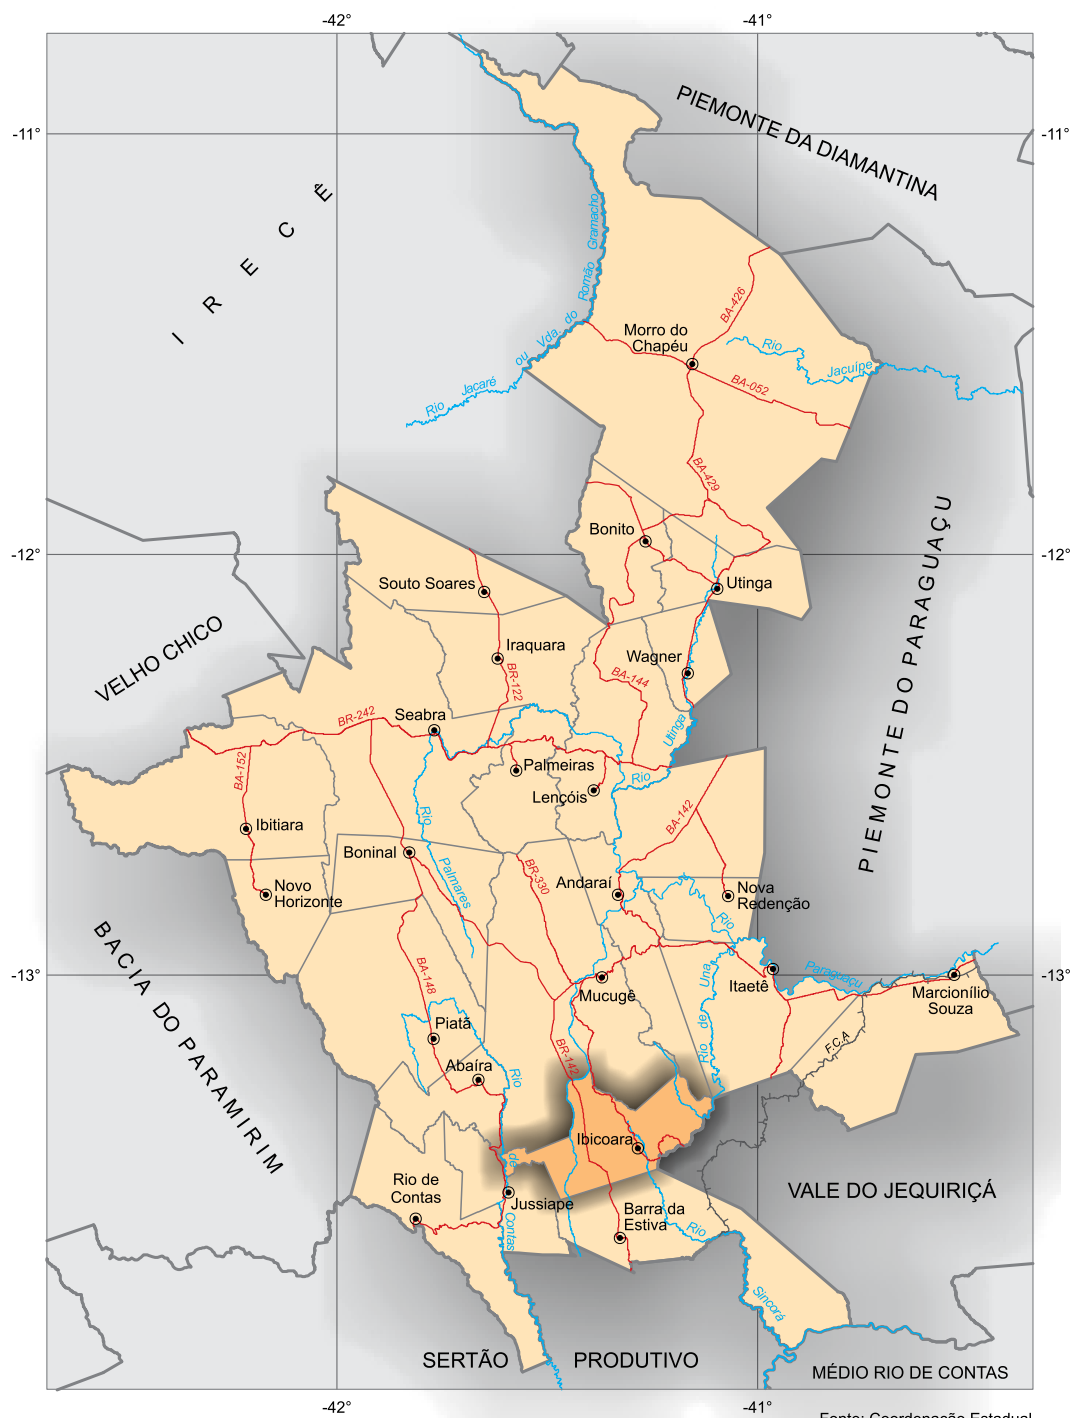 -42°
-41°
-11°
-11°
PIEMONTE DA DIAMANTINA
IRECÊ
Rio Jacaré ou Vda. do Romão Gramacho
BA-426
Morro do
Chapéu
Rio Jacuípe
BA-052
BA-429
Bonito
-12°
-12°
Souto Soares
Utinga
PIEMONTE DO PARAGUAÇU
VELHO CHICO
Iraquara
Wagner
BR-122
BA-144
Seabra
BR-242
Utinga
Rio
BA-152
Palmeiras
Lençóis
BA-142
Ibitiara
Rio Palmares
Boninal
BR-330
Andaraí
Novo
Horizonte
Nova
Redenção
Rio
Paraguaçu
BACIA DO PARAMIRIM
BA-148
-13°
Itaetê
Mucugê
Marcionílio
Souza
Rio de Una
F.C.A
Piatã
BR-142
Abaíra
Rio de Contas
Ibicoara
Rio de
Contas
Jussiape
VALE DO JEQUIRIÇÁ
Barra da
Estiva
Rio
Sincorá
SERTÃO PRODUTIVO
MÉDIO RIO DE CONTAS
-42°
-41°
Fonte: Coordenação Estadual